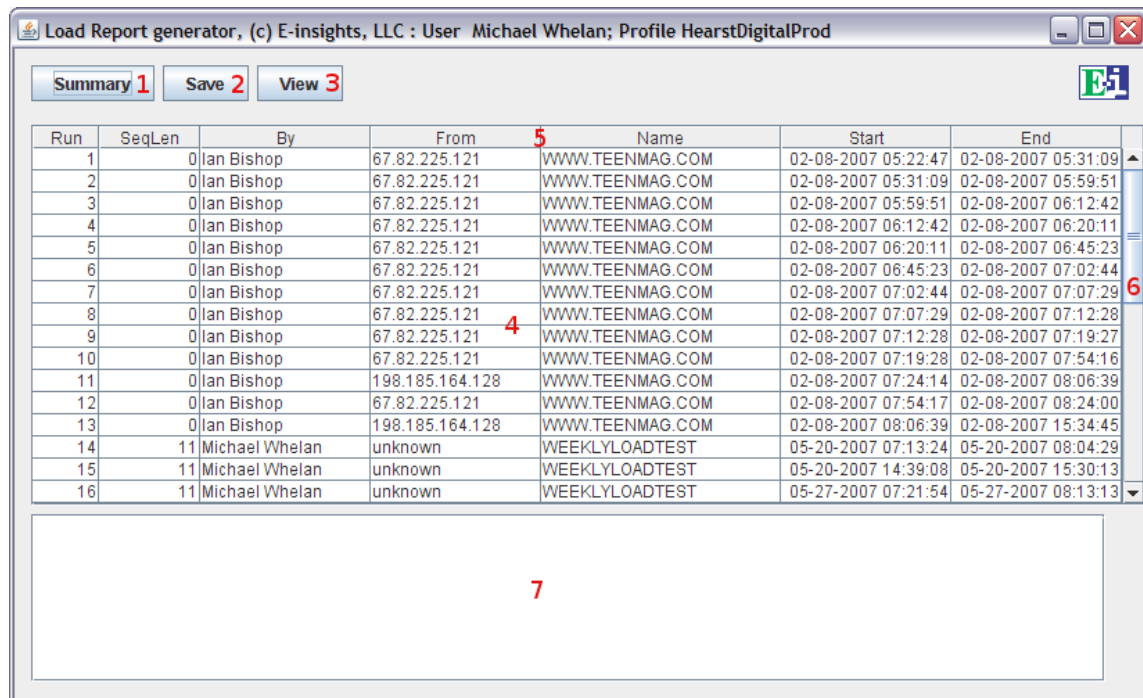 Load Report generator, (c) E-insights, LLC : User  Michael Whelan; Profile HearstDigitalProd
Summary 1 Save 2 View 3 E-i
Run SeqLen By From 5 Name Start End
1 0 Ian Bishop 67.82.225.121 WWW.TEENMAG.COM 02-08-2007 05:22:47 02-08-2007 05:31:09
2 0 Ian Bishop 67.82.225.121 WWW.TEENMAG.COM 02-08-2007 05:31:09 02-08-2007 05:59:51
3 0 Ian Bishop 67.82.225.121 WWW.TEENMAG.COM 02-08-2007 05:59:51 02-08-2007 06:12:42
4 0 Ian Bishop 67.82.225.121 WWW.TEENMAG.COM 02-08-2007 06:12:42 02-08-2007 06:20:11
5 0 Ian Bishop 67.82.225.121 WWW.TEENMAG.COM 02-08-2007 06:20:11 02-08-2007 06:45:23
6 0 Ian Bishop 67.82.225.121 WWW.TEENMAG.COM 02-08-2007 06:45:23 02-08-2007 07:02:44
7 0 Ian Bishop 67.82.225.121 WWW.TEENMAG.COM 02-08-2007 07:02:44 02-08-2007 07:07:29 6
8 0 Ian Bishop 67.82.225.121 4 WWW.TEENMAG.COM 02-08-2007 07:07:29 02-08-2007 07:12:28
9 0 Ian Bishop 67.82.225.121 WWW.TEENMAG.COM 02-08-2007 07:12:28 02-08-2007 07:19:27
10 0 Ian Bishop 67.82.225.121 WWW.TEENMAG.COM 02-08-2007 07:19:28 02-08-2007 07:54:16
11 0 Ian Bishop 198.185.164.128 WWW.TEENMAG.COM 02-08-2007 07:24:14 02-08-2007 08:06:39
12 0 Ian Bishop 67.82.225.121 WWW.TEENMAG.COM 02-08-2007 07:54:17 02-08-2007 08:24:00
13 0 Ian Bishop 198.185.164.128 WWW.TEENMAG.COM 02-08-2007 08:06:39 02-08-2007 15:34:45
14 11 Michael Whelan unknown WEEKLYLOADTEST 05-20-2007 07:13:24 05-20-2007 08:04:29
15 11 Michael Whelan unknown WEEKLYLOADTEST 05-20-2007 14:39:08 05-20-2007 15:30:13
16 11 Michael Whelan unknown WEEKLYLOADTEST 05-27-2007 07:21:54 05-27-2007 08:13:13
7